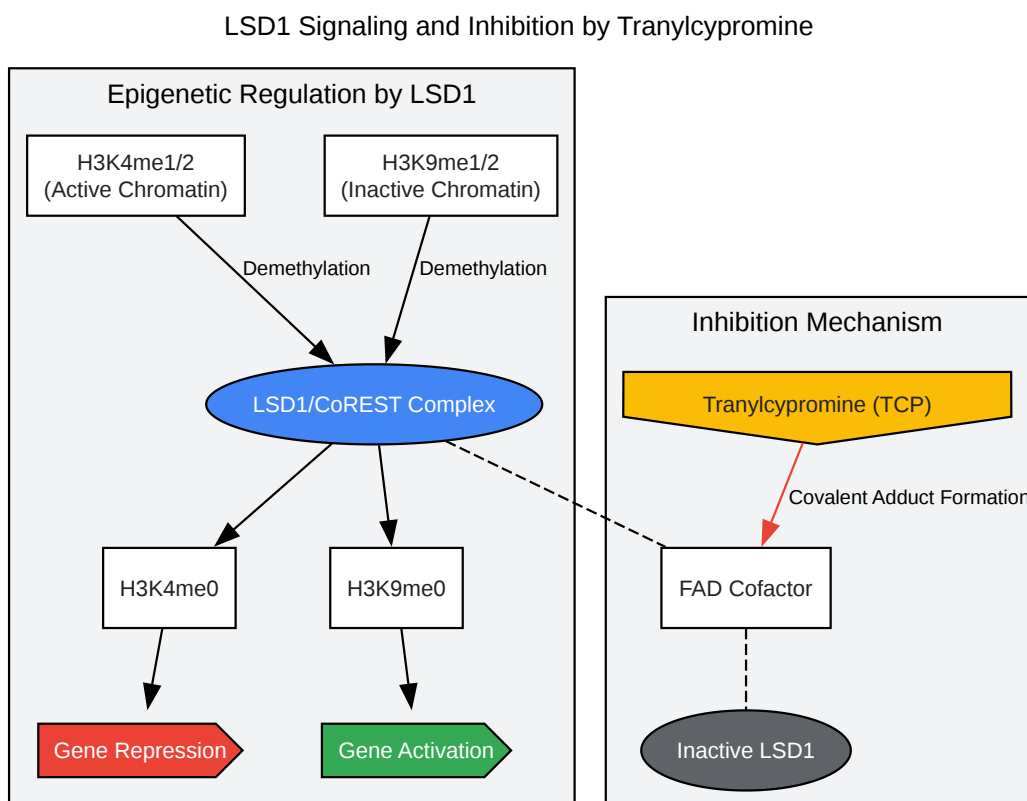 LSD1 Signaling and Inhibition by Tranylcypromine
Epigenetic Regulation by LSD1
H3K4me1/2
(Active Chromatin)
H3K9me1/2
(Inactive Chromatin)
Demethylation
Demethylation
LSD1/CoREST Complex
H3K4me0
H3K9me0
Gene Repression
Gene Activation
Inhibition Mechanism
Tranylcypromine (TCP)
Covalent Adduct Formation
FAD Cofactor
Inactive LSD1